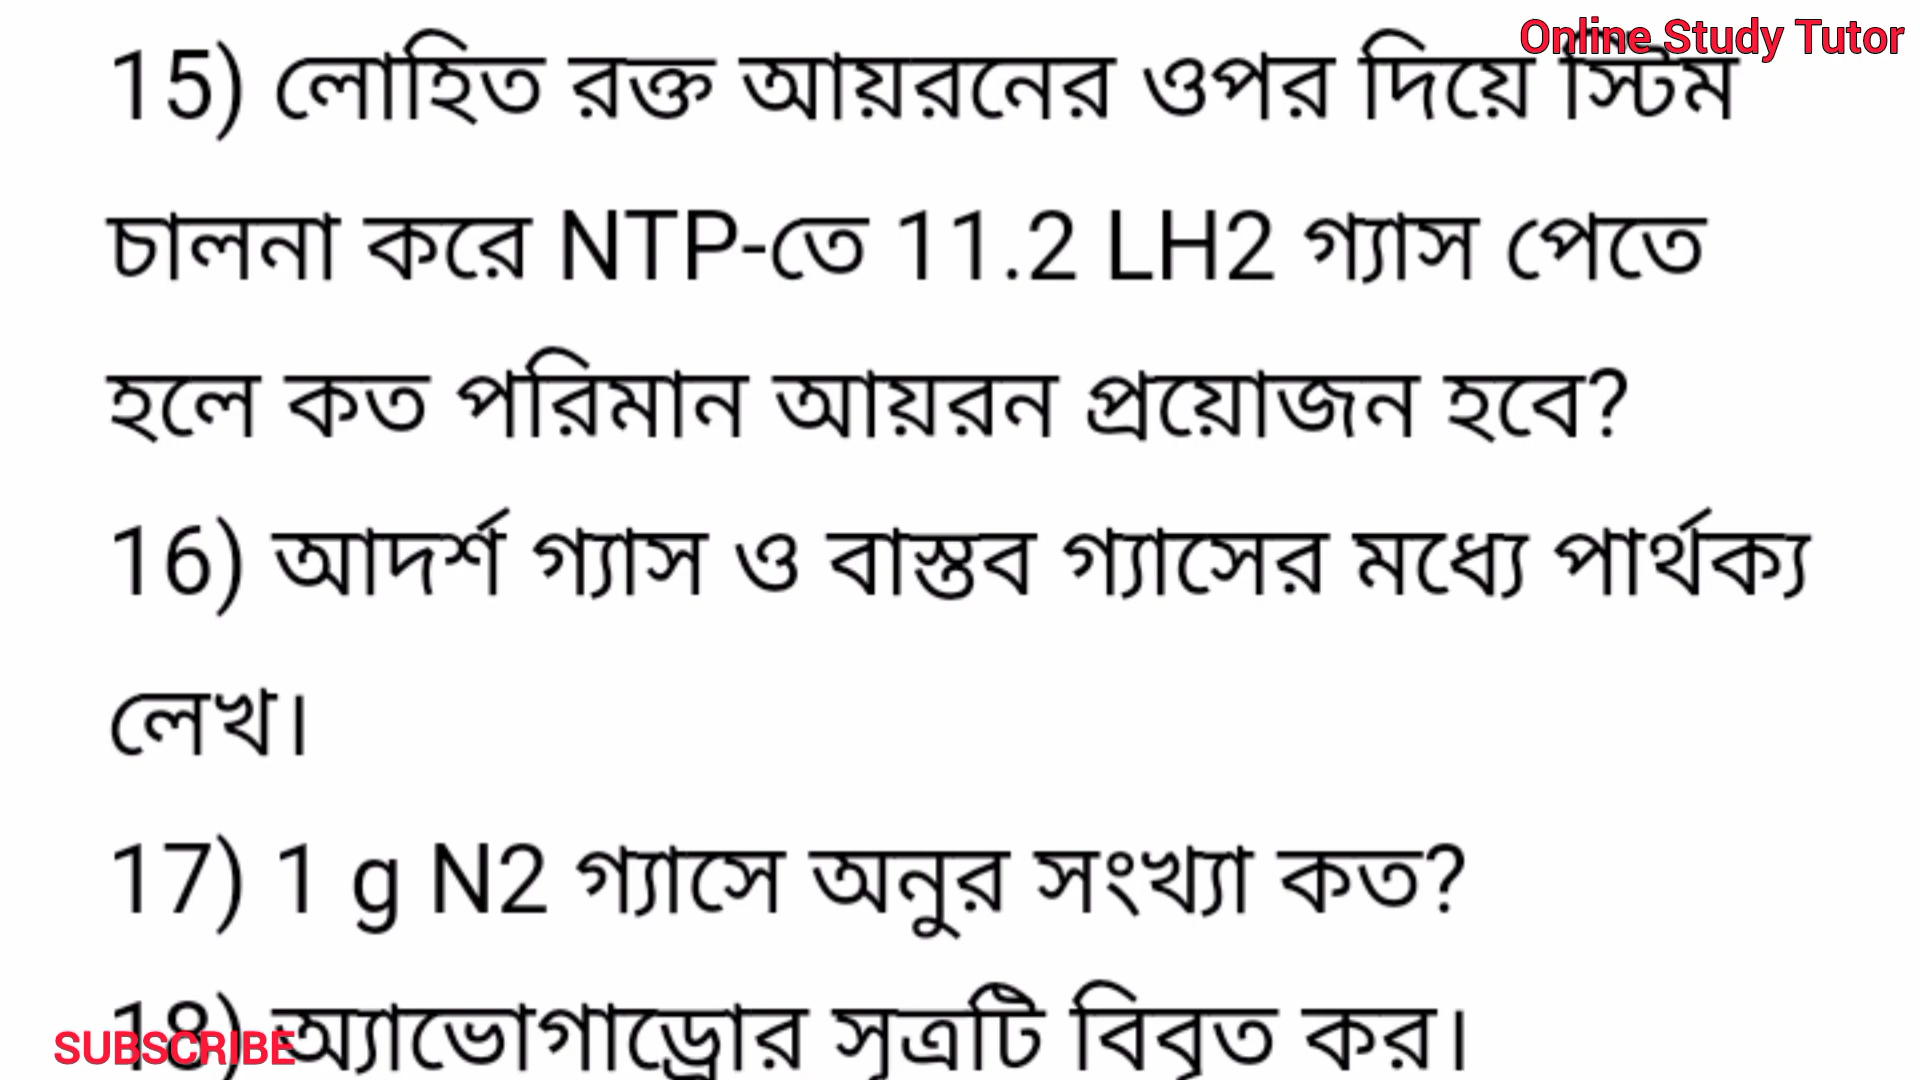 Online Study Tutor
15) লোহিত রক্ত আয়রনের ওপর দিয়ে স্টিম
চালনা করে NTP-তে 11.2 LH2 গ্যাস পেতে
হলে কত পরিমান আয়রন প্রয়োজন হবে?
16) আদর্শ গ্যাস ও বাস্তব গ্যাসের মধ্যে পার্থক্য
লেখ।
17) 1 g N2 গ্যাসে অনুর সংখ্যা কত?
18) অ্যাভোগাড্রোর সূত্রটি বিবৃত কর।
SUBSCRIBE